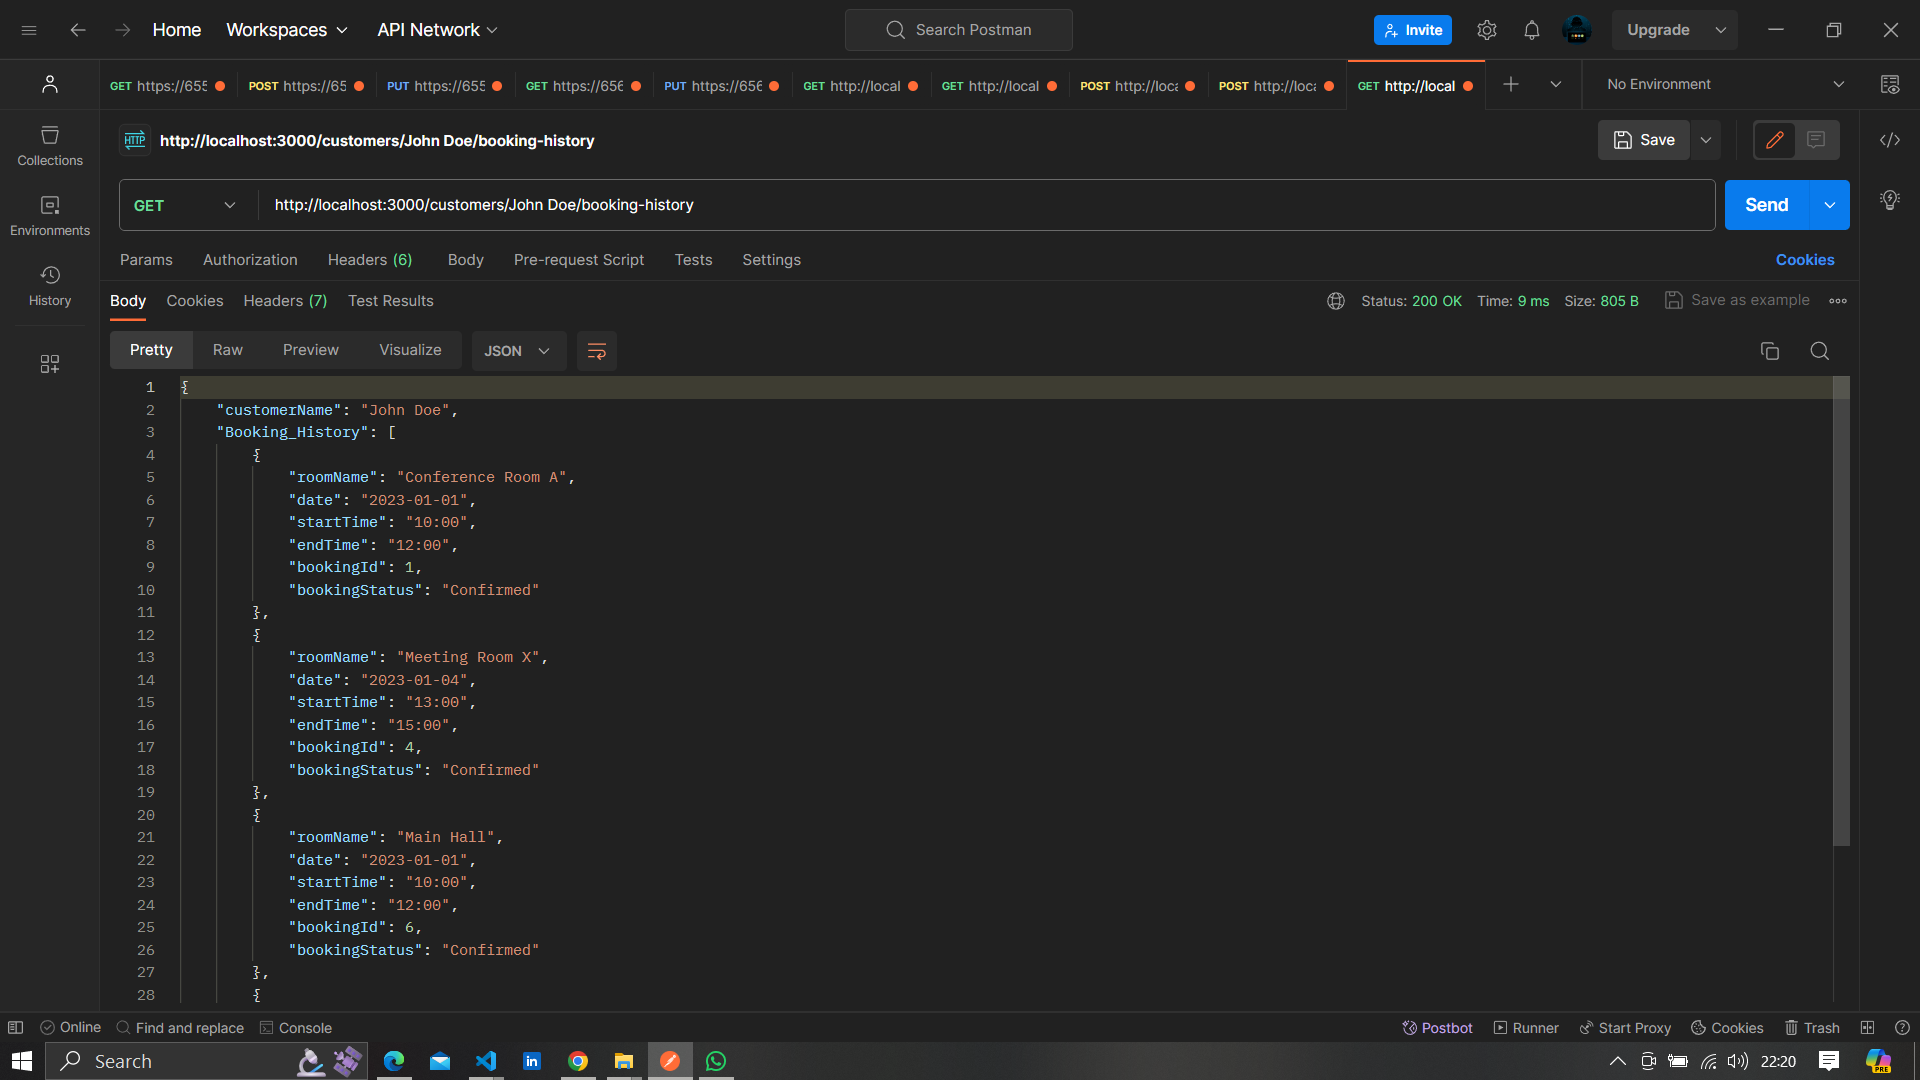 Home Workspaces API Network Search Postman Invite Upgrade
GET https://655 POST https://65 PUT https://655 GET https://656 PUT https://656 GET http://local GET http://local POST http://loca POST http://loca GET http://local No Environment
HTTP http://localhost:3000/customers/John Doe/booking-history Save
Collections
GET http://localhost:3000/customers/John Doe/booking-history Send
Environments
Params Authorization Headers (6) Body Pre-request Script Tests Settings Cookies
History
Body Cookies Headers (7) Test Results Status: 200 OK Time: 9 ms Size: 805 B Save as example
Pretty Raw Preview Visualize JSON
1 {
2 "customerName": "John Doe",
3 "Booking_History": [
4 {
5 "roomName": "Conference Room A",
6 "date": "2023-01-01",
7 "startTime": "10:00",
8 "endTime": "12:00",
9 "bookingId": 1,
10 "bookingStatus": "Confirmed"
11 },
12 {
13 "roomName": "Meeting Room X",
14 "date": "2023-01-04",
15 "startTime": "13:00",
16 "endTime": "15:00",
17 "bookingId": 4,
18 "bookingStatus": "Confirmed"
19 },
20 {
21 "roomName": "Main Hall",
22 "date": "2023-01-01",
23 "startTime": "10:00",
24 "endTime": "12:00",
25 "bookingId": 6,
26 "bookingStatus": "Confirmed"
27 },
28 {
Online Find and replace Console Postbot Runner Start Proxy Cookies Trash
Search 22:20 PRE